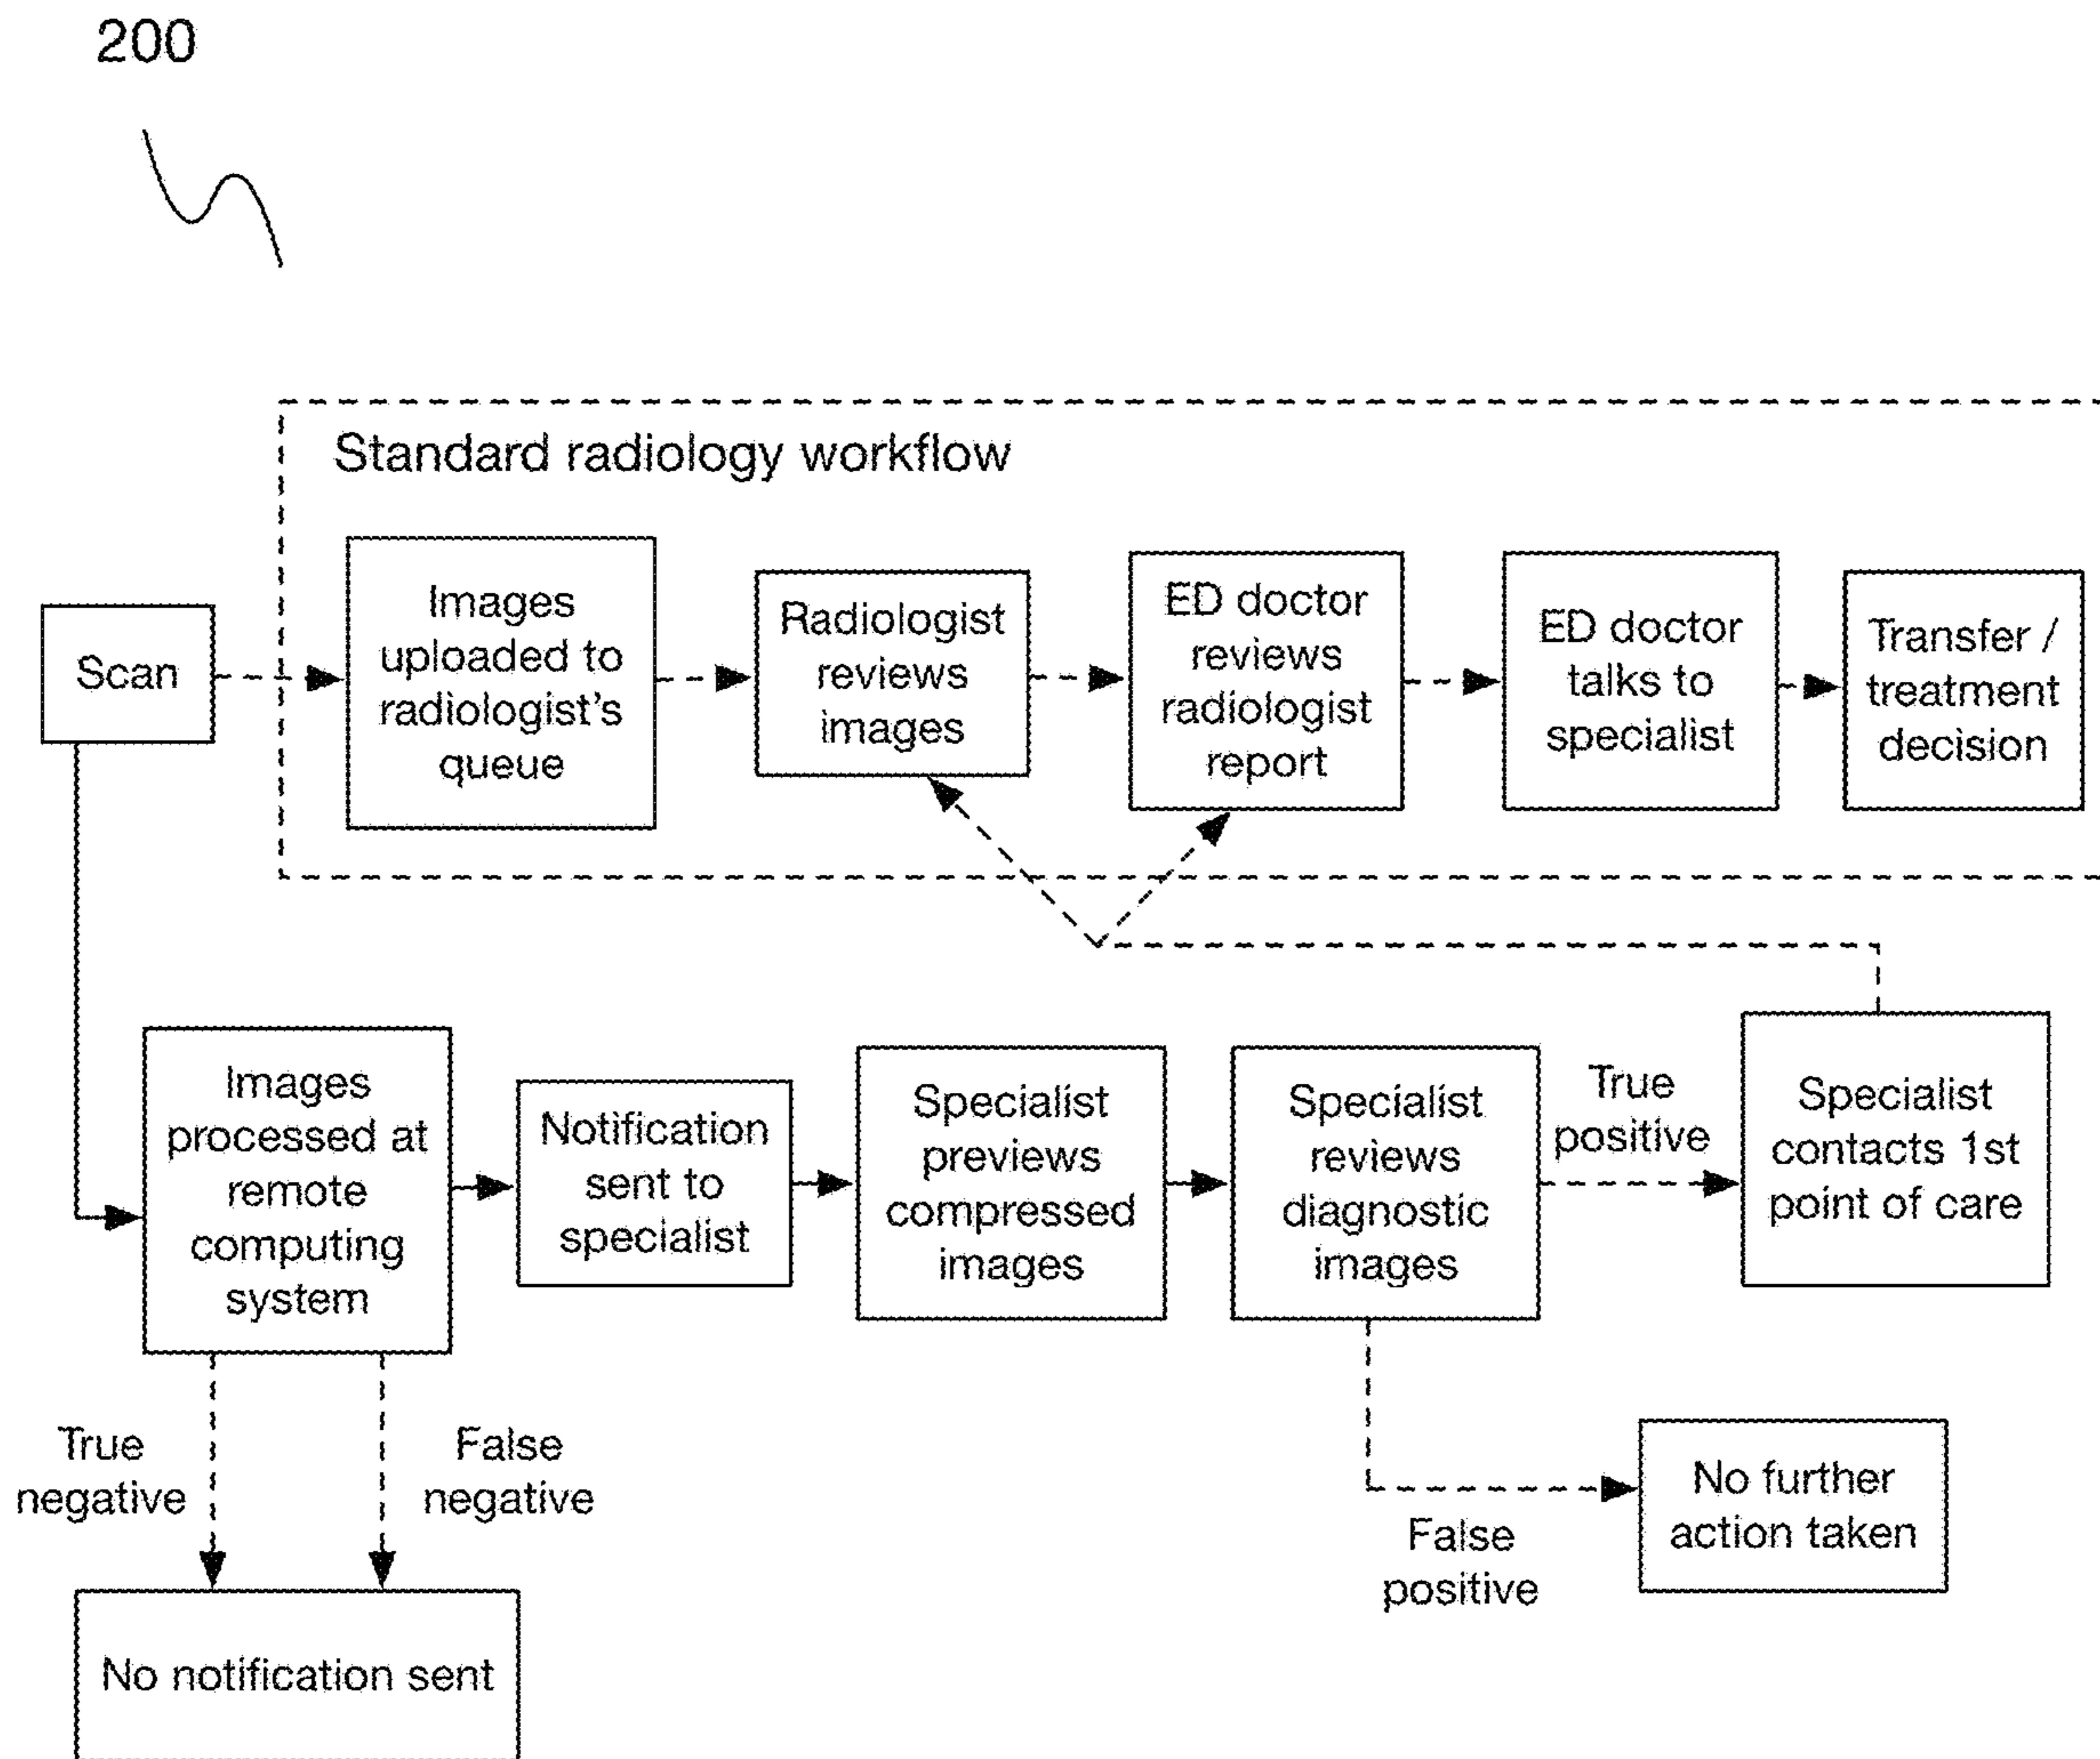 200
Standard radiology workflow
Scan
Images
uploaded to
radiologist's
queue
Radiologist
reviews
images
ED doctor
reviews
radiologist
report
ED doctor
talks to
specialist
Transfer /
treatment
decision
Images
processed at
remote
computing
system
Notification
sent to
specialist
Specialist
previews
compressed
images
Specialist
reviews
diagnostic
images
True
positive
Specialist
contacts 1st
point of care
True
negative
False
negative
False
positive
No further
action taken
No notification sent